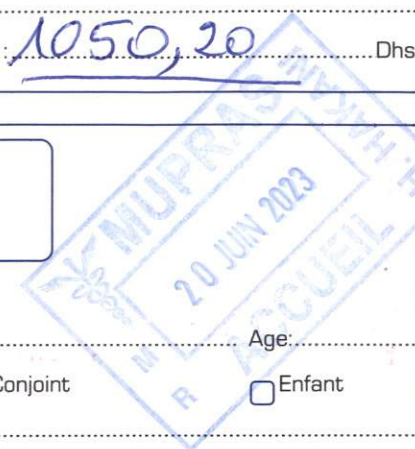 : 1050,20 Dhs
MUPRAS
20 JUIN 2023
ACCUEIL
M
R
Age:
Conjoint
Enfant